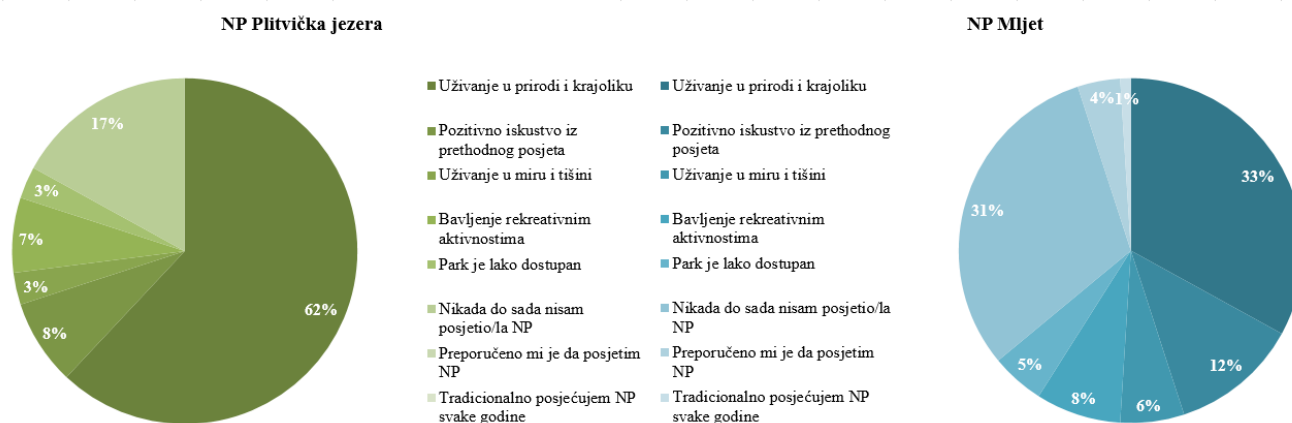 NP Plitvička jezera
17%
3%
7%
3%
8%
62%
Uživanje u prirodi i krajoliku
Pozitivno iskustvo iz
prethodnog posjeta
Uživanje u miru i tišini
Bavljenje rekreativnim
aktivnostima
Park je lako dostupan
Nikada do sada nisam
posjetio/la NP
Preporučeno mi je da posjetim
NP
Tradicionalno posjećujem NP
svake godine
NP Mljet
Uživanje u prirodi i krajoliku
Pozitivno iskustvo iz prethodnog
posjeta
Uživanje u miru i tišini
Bavljenje rekreativnim
aktivnostima
Park je lako dostupan
Nikada do sada nisam posjetio/la
NP
Preporučeno mi je da posjetim
NP
Tradicionalno posjećujem NP
svake godine
4%
1%
33%
31%
12%
5%
8%
6%